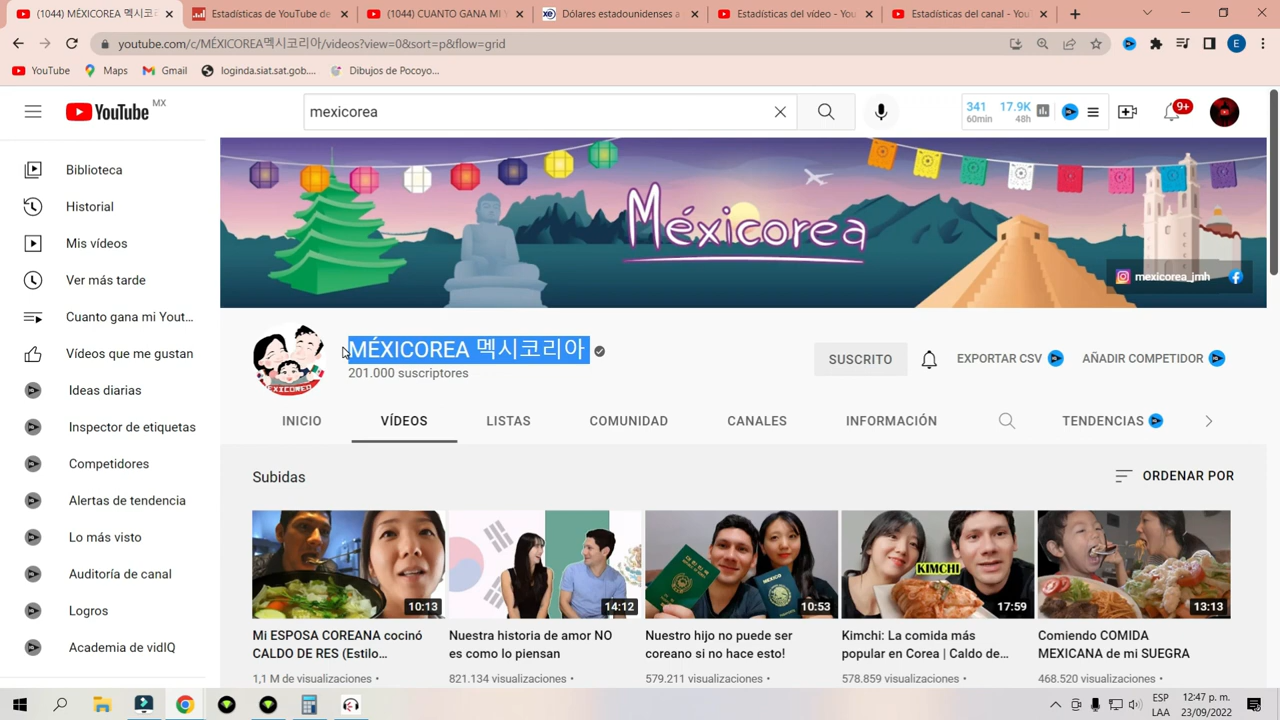 (1044) MÉXICOREA 멕시코리
Estadísticas de YouTube de
(1044) CUANTO GANA MI Y
Dólares estadounidenses a
Estadísticas del vídeo - You
Estadísticas del canal - You
youtube.com/c/MÉXICOREA멕시코리아/videos?view=0&sort=p&flow=grid
YouTube
Maps
Gmail
loginda.siat.sat.gob....
Dibujos de Pocoyo...
YouTube MX
mexicorea
341 60min
17.9K 48h
9+
Biblioteca
Historial
Mis vídeos
Ver más tarde
Cuanto gana mi Yout...
Vídeos que me gustan
Ideas diarias
Inspector de etiquetas
Competidores
Alertas de tendencia
Lo más visto
Auditoría de canal
Logros
Academia de vidIQ
Méxicorea
mexicorea_jmh
MEXICOREA
MÉXICOREA 멕시코리아
201.000 suscriptores
SUSCRITO
EXPORTAR CSV
AÑADIR COMPETIDOR
INICIO
VÍDEOS
LISTAS
COMUNIDAD
CANALES
INFORMACIÓN
TENDENCIAS
Subidas
ORDENAR POR
10:13
14:12
MÉXICO
10:53
KIMCHI
17:59
13:13
Mi ESPOSA COREANA cocinó
CALDO DE RES (Estilo...
1,1 M de visualizaciones •
Nuestra historia de amor NO
es como lo piensan
821.134 visualizaciones •
Nuestro hijo no puede ser
coreano si no hace esto!
579.211 visualizaciones •
Kimchi: La comida más
popular en Corea | Caldo de...
578.859 visualizaciones •
Comiendo COMIDA
MEXICANA de mi SUEGRA
468.520 visualizaciones •
ESP
LAA
12:47 p. m.
23/09/2022